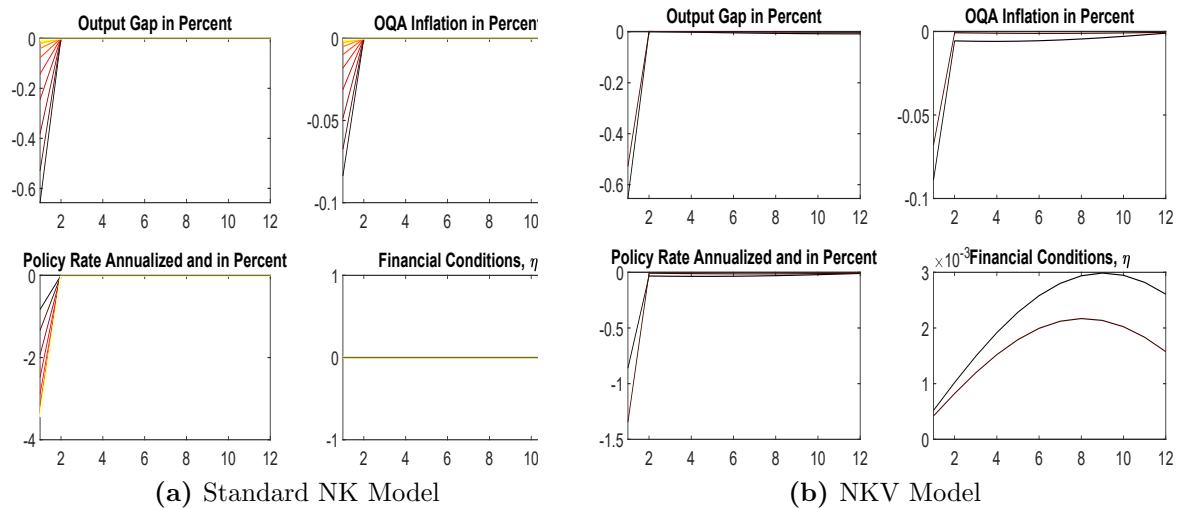 Output Gap in Percent
0
-0.2
-0.4
-0.6
2 4 6 8 10 12
OQA Inflation in Percent
0
-0.05
-0.1
2 4 6 8 10
Policy Rate Annualized and in Percent
0
-2
-4
2 4 6 8 10 12
Financial Conditions, η
1
0
-1
2 4 6 8 10
(a) Standard NK Model
Output Gap in Percent
0
-0.2
-0.4
-0.6
2 4 6 8 10 12
OQA Inflation in Percent
0
-0.05
-0.1
2 4 6 8 10 12
Policy Rate Annualized and in Percent
0
-0.5
-1
-1.5
2 4 6 8 10 12
×10⁻³ Financial Conditions, η
3
2
1
0
2 4 6 8 10 12
(b) NKV Model